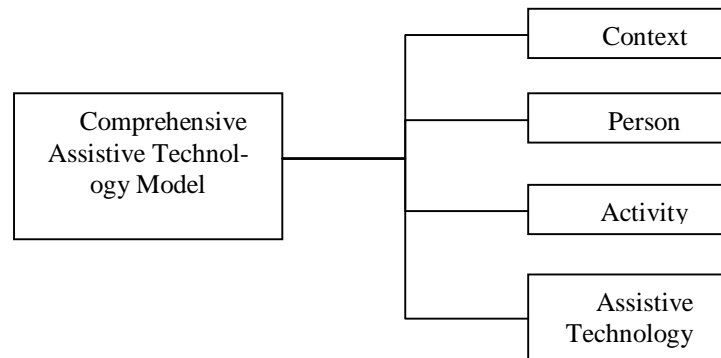 Comprehensive
Assistive Technol-
ogy Model
Context
Person
Activity
Assistive
Technology